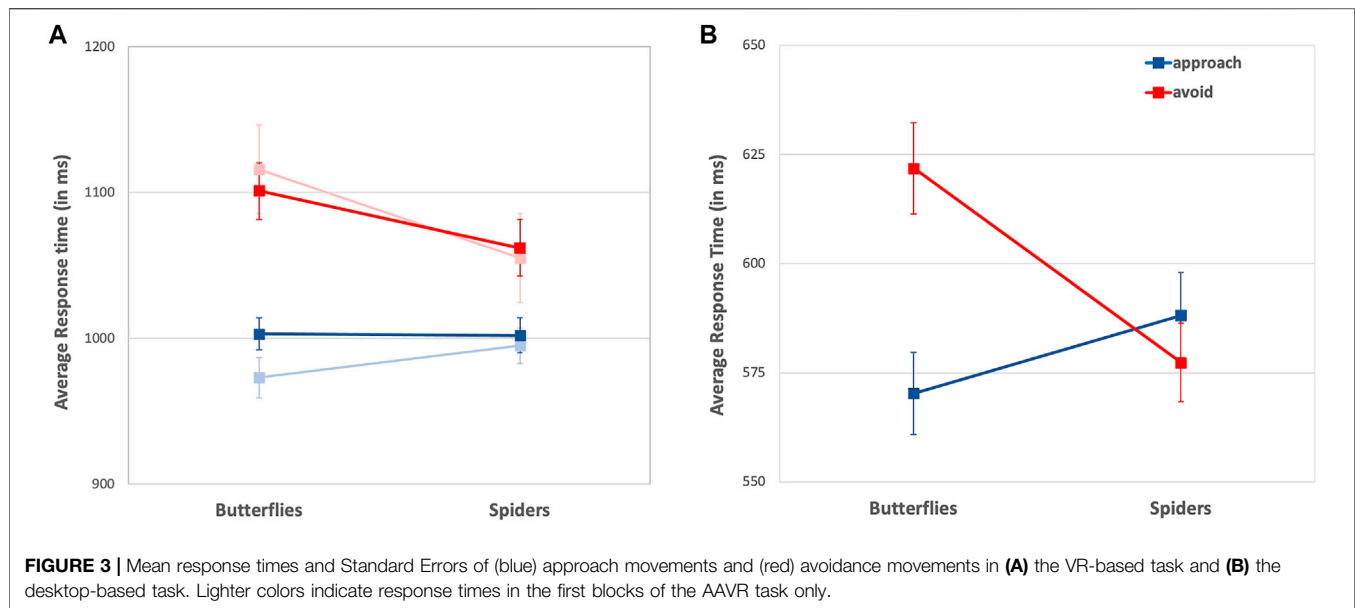 A
1200
1100
1000
900
Average Response time (in ms)
Butterflies
Spiders
B
650
625
600
575
550
Average Response Time (in ms)
approach
avoid
Butterflies
Spiders
FIGURE 3 | Mean response times and Standard Errors of (blue) approach movements and (red) avoidance movements in (A) the VR-based task and (B) the
desktop-based task. Lighter colors indicate response times in the first blocks of the AAVR task only.